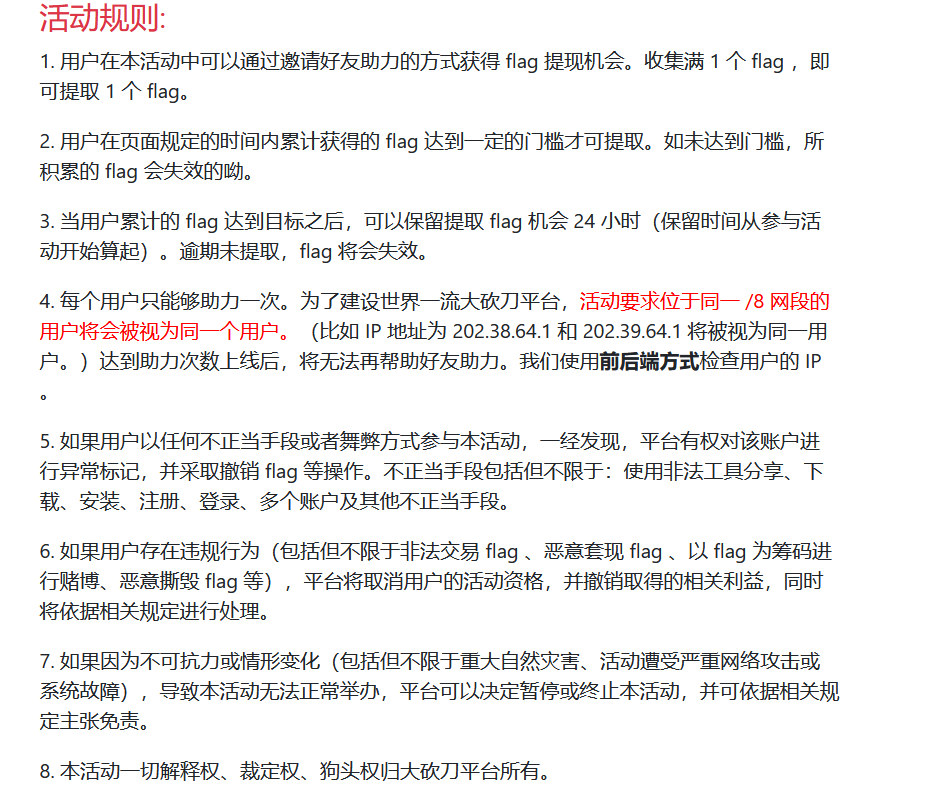 活动规则:
1. 用户在本活动中可以通过邀请好友助力的方式获得 flag 提现机会。收集满 1 个 flag ，即
可提取 1 个 flag。
2. 用户在页面规定的时间内累计获得的 flag 达到一定的门槛才可提取。如未达到门槛，所
积累的 flag 会失效的呦。
3. 当用户累计的 flag 达到目标之后，可以保留提取 flag 机会 24 小时（保留时间从参与活
动开始算起）。逾期未提取，flag 将会失效。
4. 每个用户只能够助力一次。为了建设世界一流大砍刀平台，活动要求位于同一 /8 网段的
用户将会被视为同一个用户。（比如 IP 地址为 202.38.64.1 和 202.39.64.1 将被视为同一用
户。）达到助力次数上线后，将无法再帮助好友助力。我们使用前后端方式检查用户的 IP
。
5. 如果用户以任何不正当手段或者舞弊方式参与本活动，一经发现，平台有权对该账户进
行异常标记，并采取撤销 flag 等操作。不正当手段包括但不限于：使用非法工具分享、下
载、安装、注册、登录、多个账户及其他不正当手段。
6. 如果用户存在违规行为（包括但不限于非法交易 flag 、恶意套现 flag 、以 flag 为筹码进
行赌博、恶意撕毁 flag 等），平台将取消用户的活动资格，并撤销取得的相关利益，同时
将依据相关规定进行处理。
7. 如果因为不可抗力或情形变化（包括但不限于重大自然灾害、活动遭受严重网络攻击或
系统故障），导致本活动无法正常举办，平台可以决定暂停或终止本活动，并可依据相关规
定主张免责。
8. 本活动一切解释权、裁定权、狗头权归大砍刀平台所有。